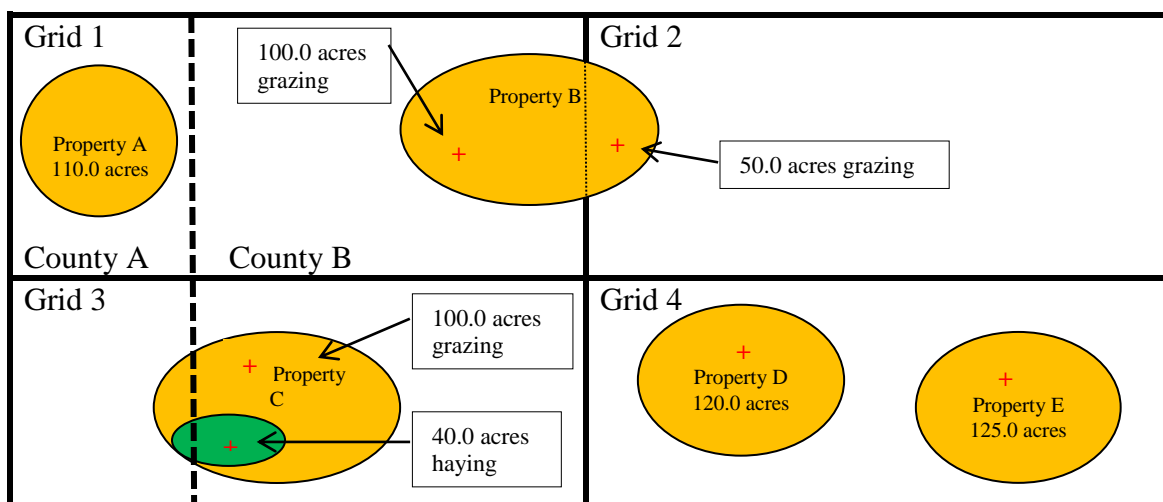 Grid 1
100.0 acres
grazing
Grid 2
Property B
Property A
110.0 acres
50.0 acres grazing
County A
County B
Grid 3
100.0 acres
grazing
Grid 4
Property
C
Property D
120.0 acres
Property E
125.0 acres
40.0 acres
haying